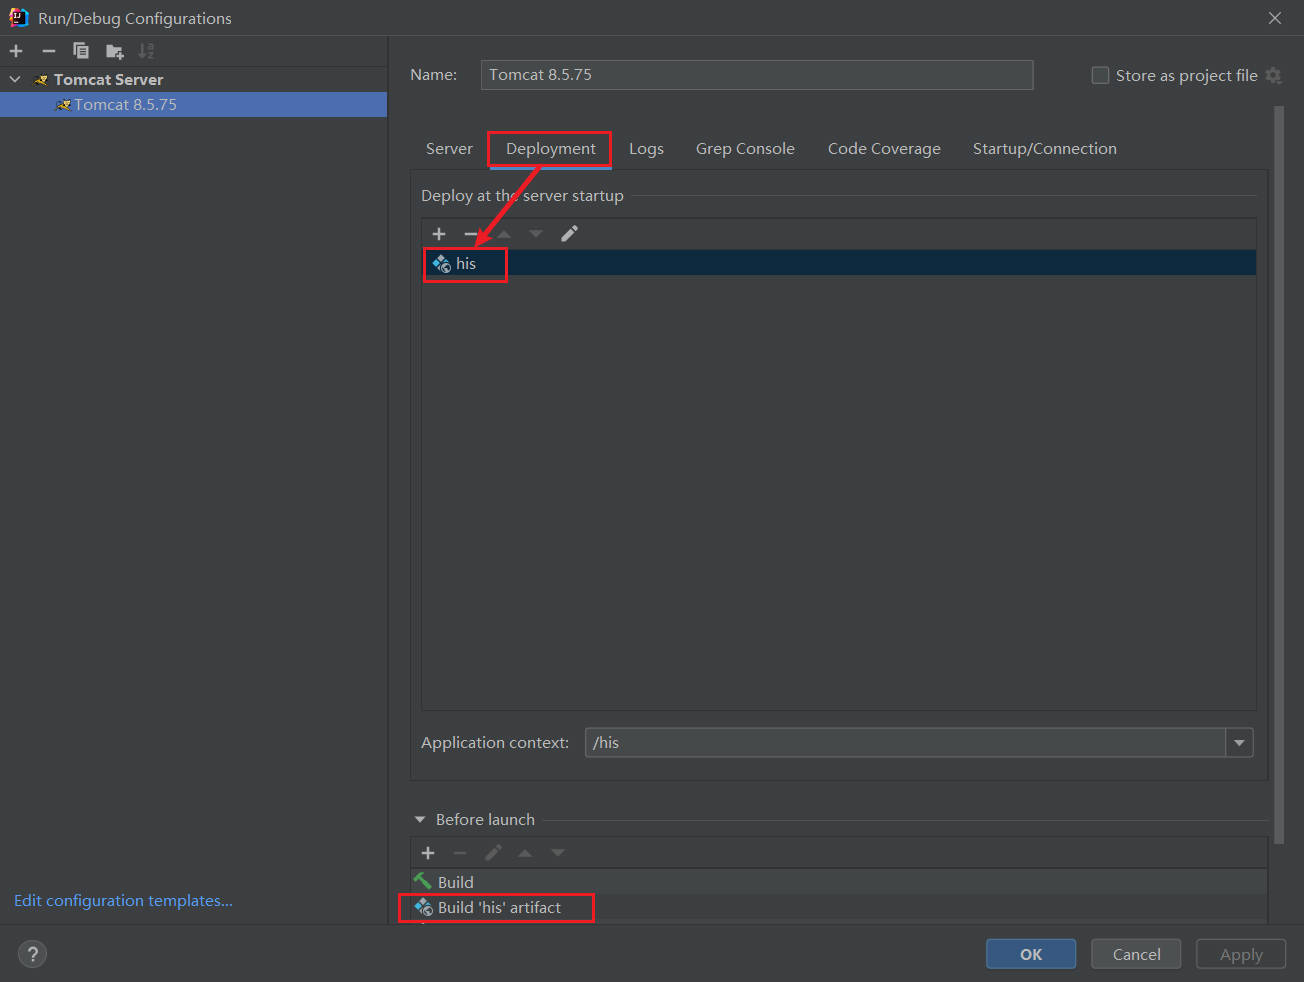 Run/Debug Configurations
Tomcat Server
Tomcat 8.5.75
Name: Tomcat 8.5.75 Store as project file
Server Deployment Logs Grep Console Code Coverage Startup/Connection
Deploy at the server startup
his
Application context: /his
Before launch
Build
Build 'his' artifact
Edit configuration templates...
? OK Cancel Apply